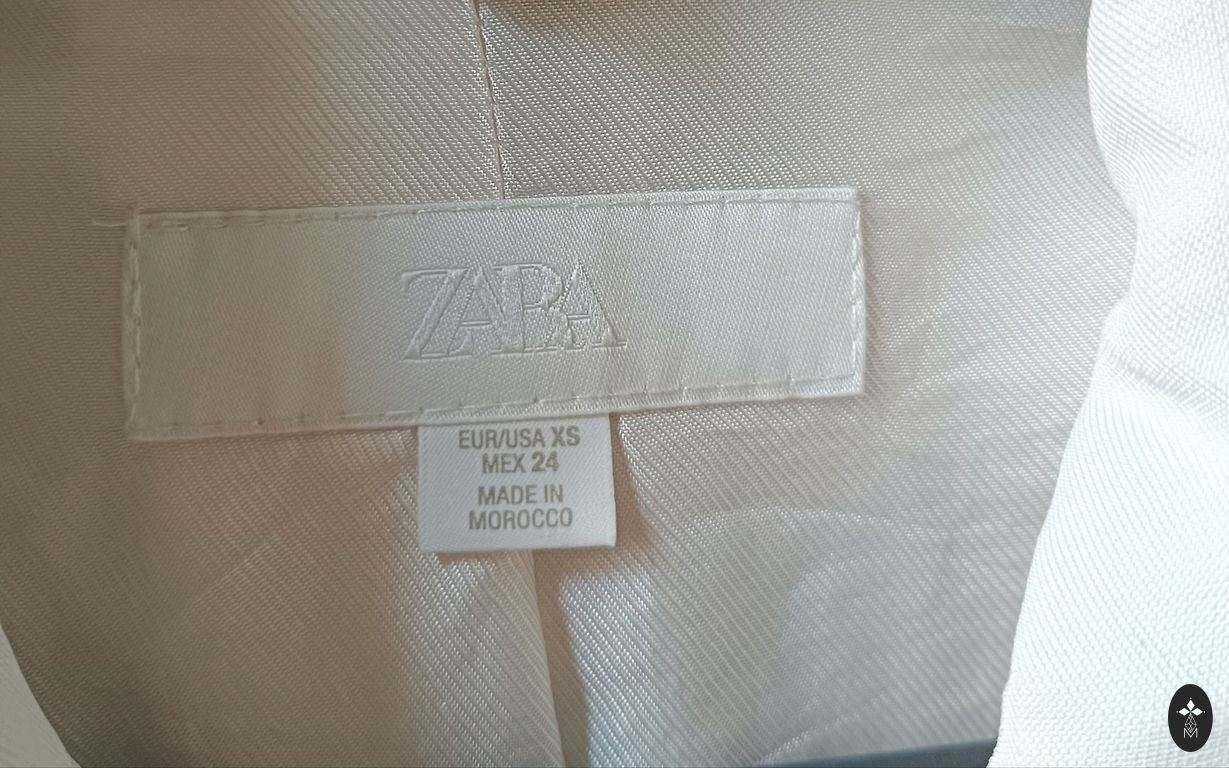 ZARA
EUR/USA XS
MEX 24
MADE IN
MOROCCO